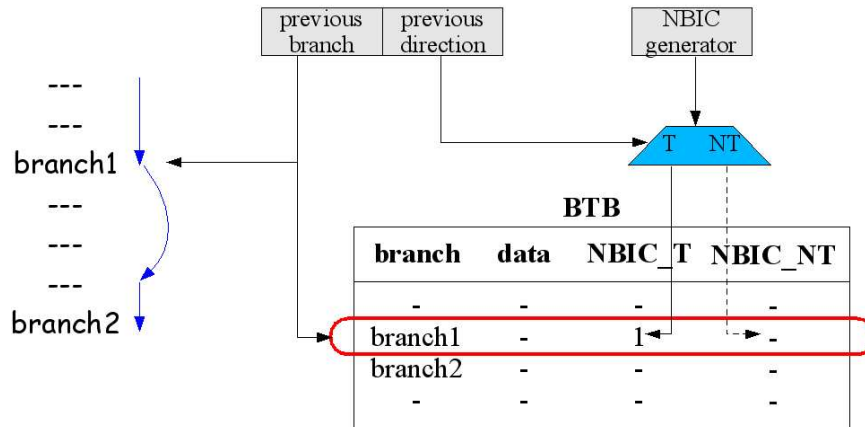 previous branch
previous direction
NBIC generator
---
---
branch1
---
---
---
branch2
T NT
BTB
branch data NBIC_T NBIC_NT
- - - -
branch1 - 1 -
branch2 - - -
- - - -